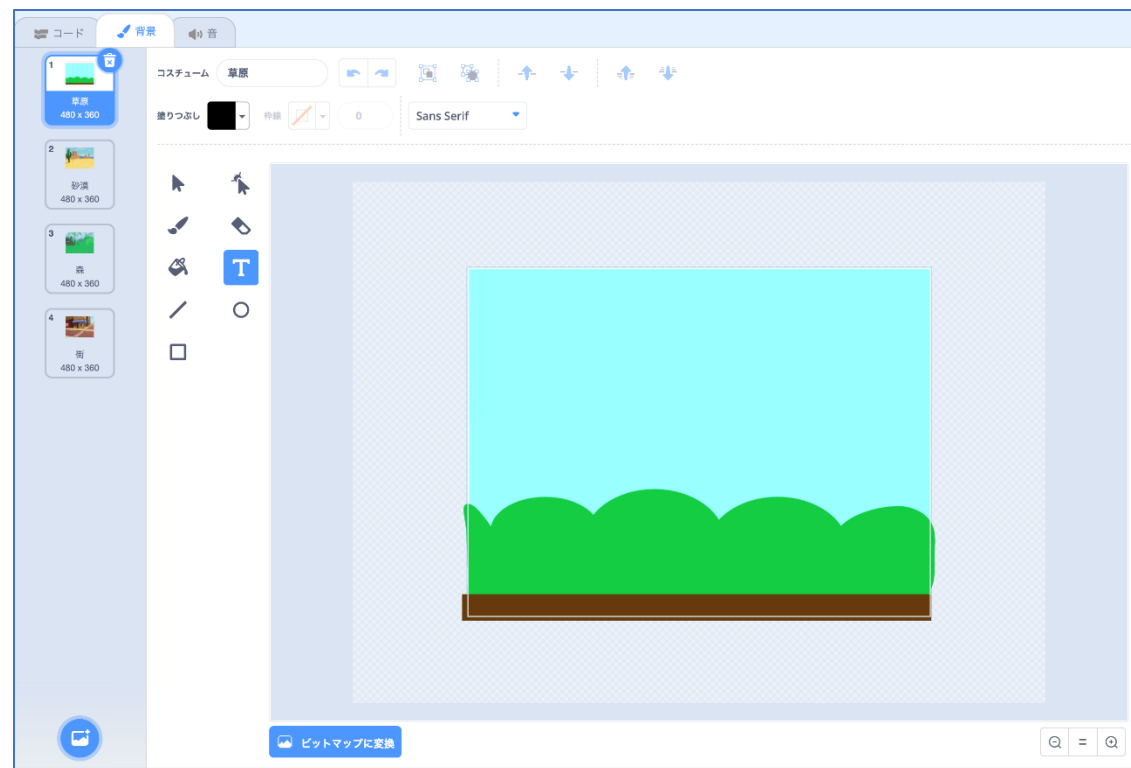 コード
背景
音
1
草原
480 x 360
2
砂漠
480 x 360
3
森
480 x 360
4
街
480 x 360
コスチューム
草原
塗りつぶし
枠線
0
Sans Serif
T
ビットマップに変換